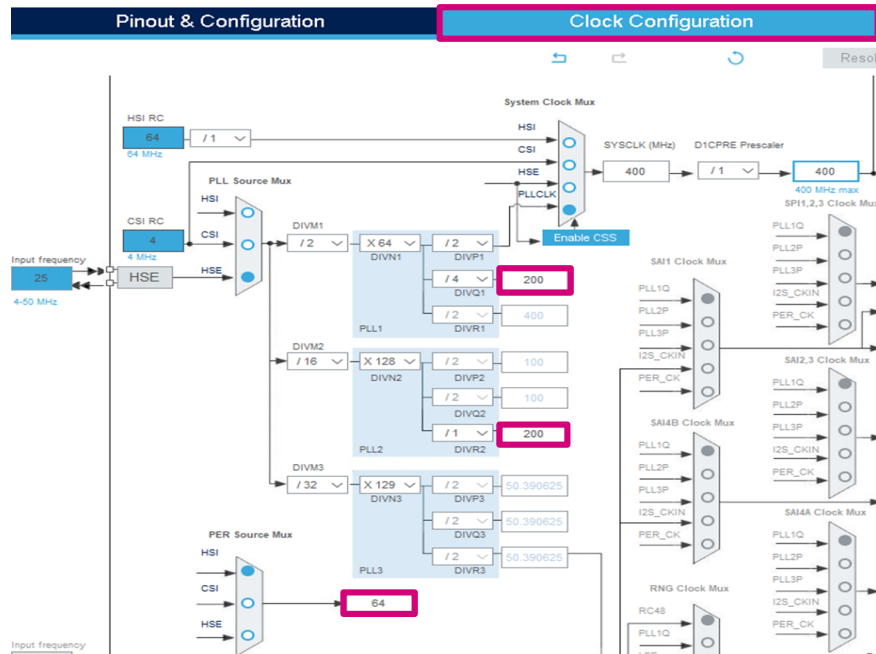 Pinout & Configuration
Clock Configuration
Resol
System Clock Mux
HSI RC
64
64 MHz
/ 1
HSI
CSI
HSE
PLLCLK
SYSCLK (MHz)
400
D1CPRE Prescaler
/ 1
400
400 MHz max
Enable CSS
PLL Source Mux
HSI
CSI
HSE
CSI RC
4
4 MHz
Input frequency
25
4-50 MHz
HSE
DIVM1
/ 2
X 64
DIVN1
/ 2
DIVP1
/ 4
DIVQ1
200
/ 2
DIVR1
400
PLL1
DIVM2
/ 16
X 128
DIVN2
/ 2
DIVP2
100
/ 2
DIVQ2
100
/ 1
DIVR2
200
PLL2
DIVM3
/ 32
X 129
DIVN3
/ 2
DIVP3
50.390625
/ 2
DIVQ3
50.390625
/ 2
DIVR3
50.390625
PLL3
PER Source Mux
HSI
CSI
HSE
64
Input frequency
SPI1,2,3 Clock Mux
PLL1Q
PLL2P
PLL3P
I2S_CKIN
PER_CK
SAI1 Clock Mux
PLL1Q
PLL2P
PLL3P
I2S_CKIN
PER_CK
SAI2,3 Clock Mux
PLL1Q
PLL2P
PLL3P
I2S_CKIN
PER_CK
SAI4B Clock Mux
PLL1Q
PLL2P
PLL3P
I2S_CKIN
PER_CK
SAI4A Clock Mux
PLL1Q
PLL2P
PLL3P
I2S_CKIN
PER_CK
RNG Clock Mux
RC48
PLL1Q